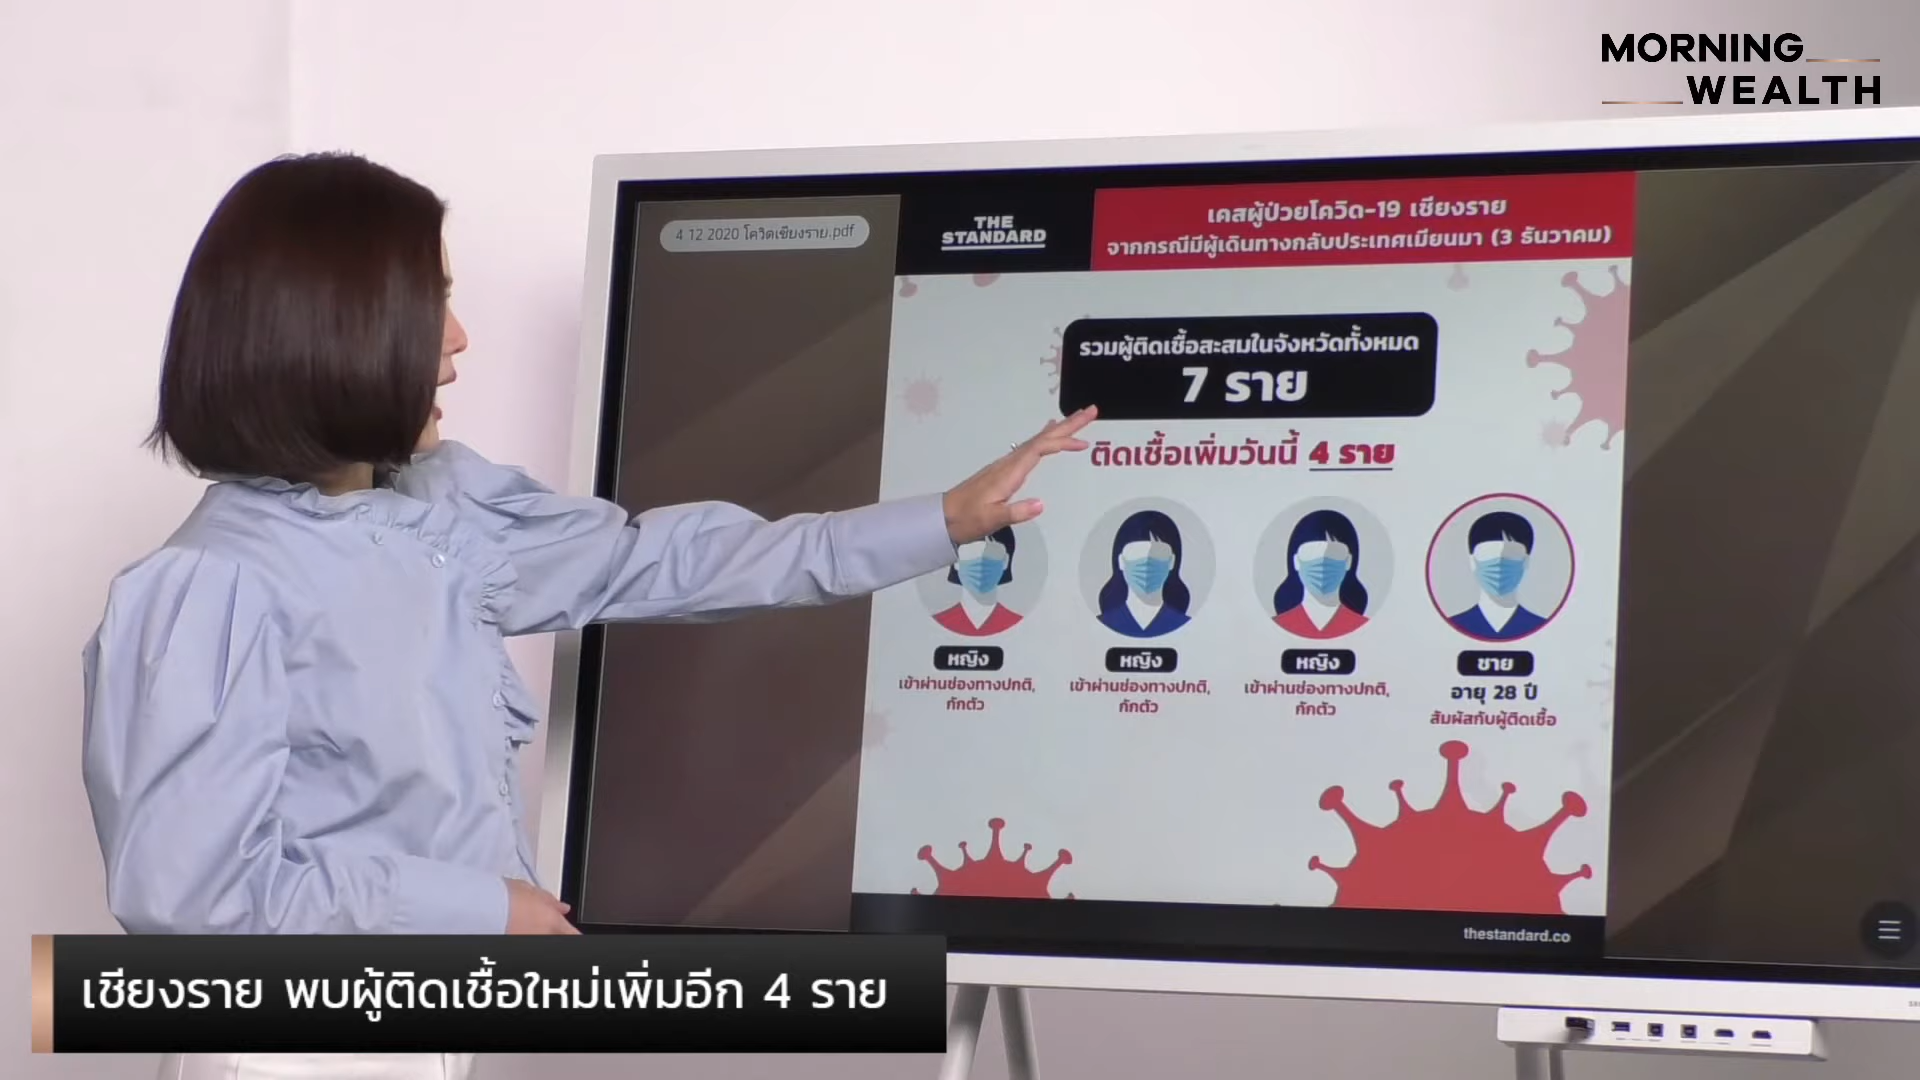 MORNING
WEALTH
4 12 2020 โควิดเชียงราย.pdf
THE
STANDARD
เคสผู้ป่วยโควิด-19 เชียงราย
จากกรณีมีผู้เดินทางกลับประเทศเมียนมา (3 ธันวาคม)
รวมผู้ติดเชื้อสะสมในจังหวัดทั้งหมด
7 ราย
ติดเชื้อเพิ่มวันนี้ 4 ราย
หญิง
เข้าผ่านช่องทางปกติ,
กักตัว
หญิง
เข้าผ่านช่องทางปกติ,
กักตัว
หญิง
เข้าผ่านช่องทางปกติ,
กักตัว
ชาย
อายุ 28 ปี
สัมผัสกับผู้ติดเชื้อ
thestandard.co
เชียงราย พบผู้ติดเชื้อใหม่เพิ่มอีก 4 ราย